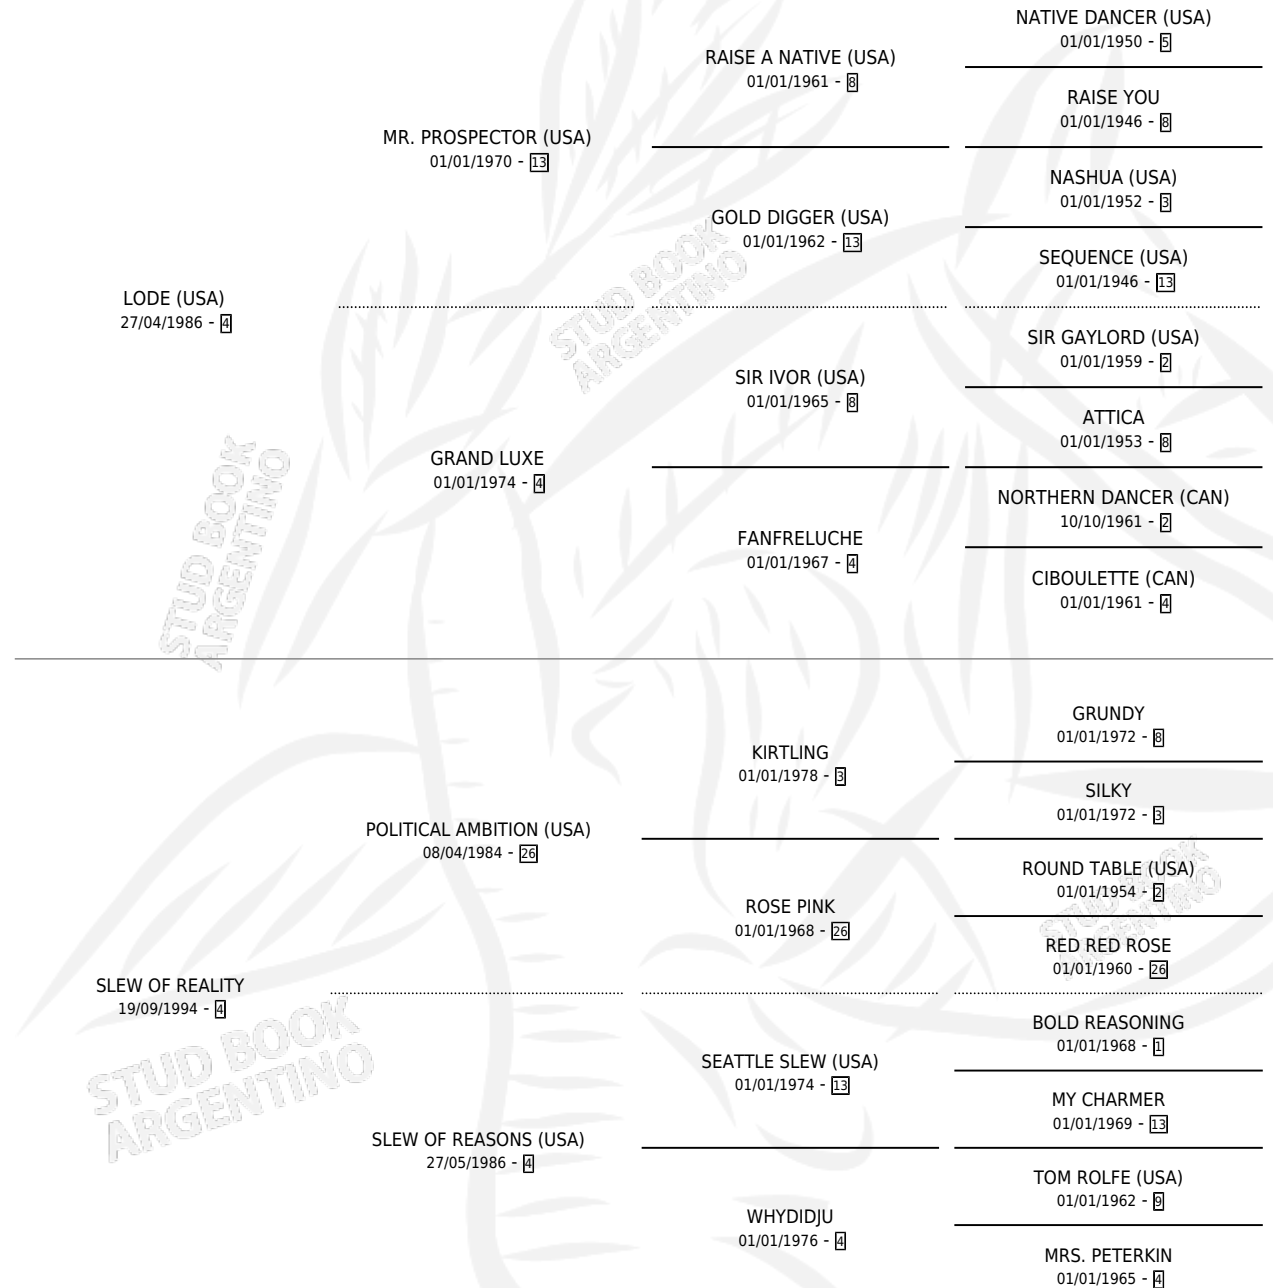 NATIVE DANCER (USA)
01/01/1950 - 5
RAISE A NATIVE (USA)
01/01/1961 - 8
RAISE YOU
01/01/1946 - 8
MR. PROSPECTOR (USA)
01/01/1970 - 13
NASHUA (USA)
01/01/1952 - 3
GOLD DIGGER (USA)
01/01/1962 - 13
SEQUENCE (USA)
01/01/1946 - 13
LODE (USA)
27/04/1986 - 4
SIR GAYLORD (USA)
01/01/1959 - 2
SIR IVOR (USA)
01/01/1965 - 8
ATTICA
01/01/1953 - 8
GRAND LUXE
01/01/1974 - 4
NORTHERN DANCER (CAN)
10/10/1961 - 2
FANFRELUCHE
01/01/1967 - 4
CIBOULETTE (CAN)
01/01/1961 - 4
STUD BOOK
ARGENTINO
STUD BOOK
ARGENTINO
GRUNDY
01/01/1972 - 8
KIRTLING
01/01/1978 - 3
SILKY
01/01/1972 - 3
POLITICAL AMBITION (USA)
08/04/1984 - 26
ROUND TABLE (USA)
01/01/1954 - 2
ROSE PINK
01/01/1968 - 26
RED RED ROSE
01/01/1960 - 26
SLEW OF REALITY
19/09/1994 - 4
BOLD REASONING
01/01/1968 - 1
SEATTLE SLEW (USA)
01/01/1974 - 13
MY CHARMER
01/01/1969 - 13
SLEW OF REASONS (USA)
27/05/1986 - 4
TOM ROLFE (USA)
01/01/1962 - 9
WHYDIDJU
01/01/1976 - 4
MRS. PETERKIN
01/01/1965 - 4
STUD BOOK
ARGENTINO
STUD BOOK
ARGENTINO